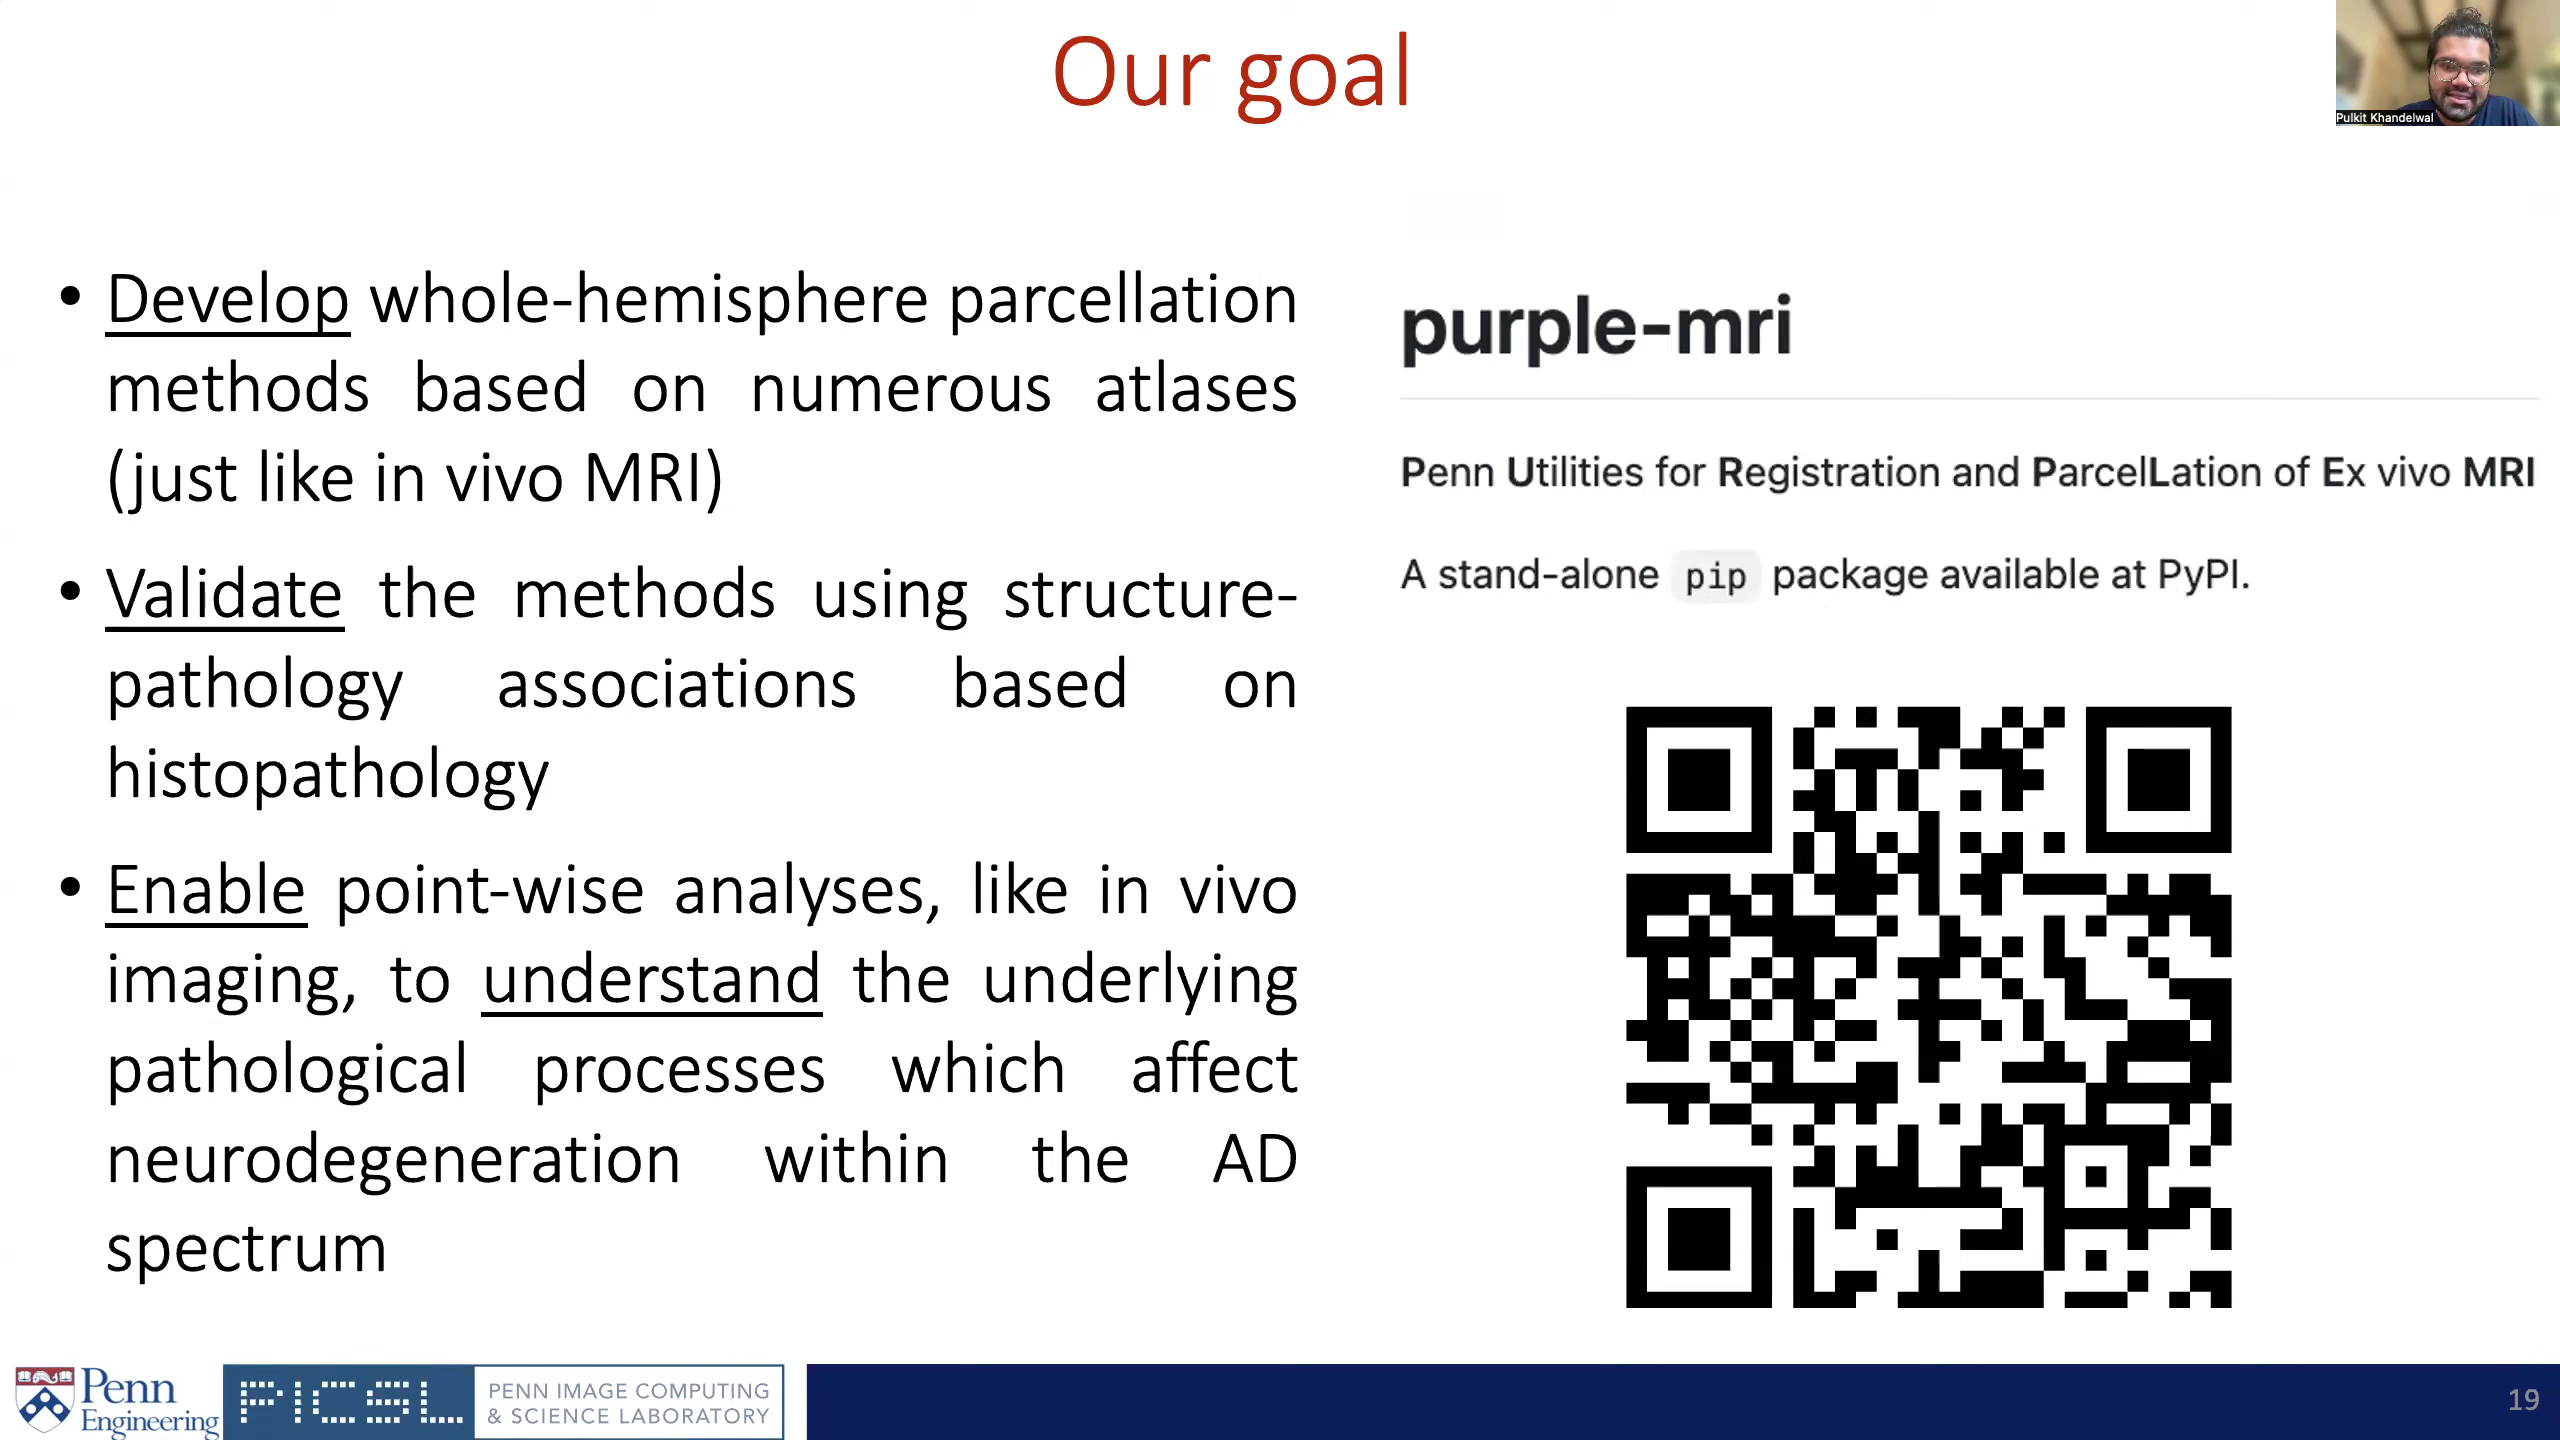 Our goal
Pulkit Khandelwal
• Develop whole-hemisphere parcellation
methods based on numerous atlases
(just like in vivo MRI)
• Validate the methods using structure-
pathology associations based on
histopathology
• Enable point-wise analyses, like in vivo
imaging, to understand the underlying
pathological processes which affect
neurodegeneration within the AD
spectrum
purple-mri
Penn Utilities for Registration and ParcelLation of Ex vivo MRI
A stand-alone pip package available at PyPI.
Penn
Engineering
PICSL
PENN IMAGE COMPUTING
& SCIENCE LABORATORY
19